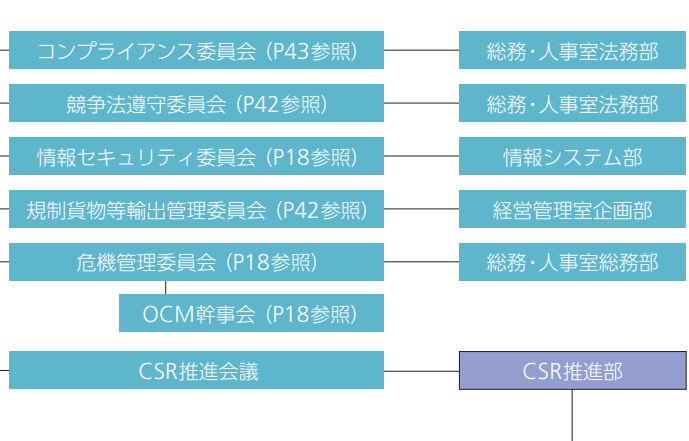 コンプライアンス委員会（P43参照） 総務・人事室法務部
競争法遵守委員会（P42参照） 総務・人事室法務部
情報セキュリティ委員会（P18参照） 情報システム部
規制貨物等輸出管理委員会（P42参照） 経営管理室企画部
危機管理委員会（P18参照） 総務・人事室総務部
OCM幹事会（P18参照）
CSR推進会議 CSR推進部